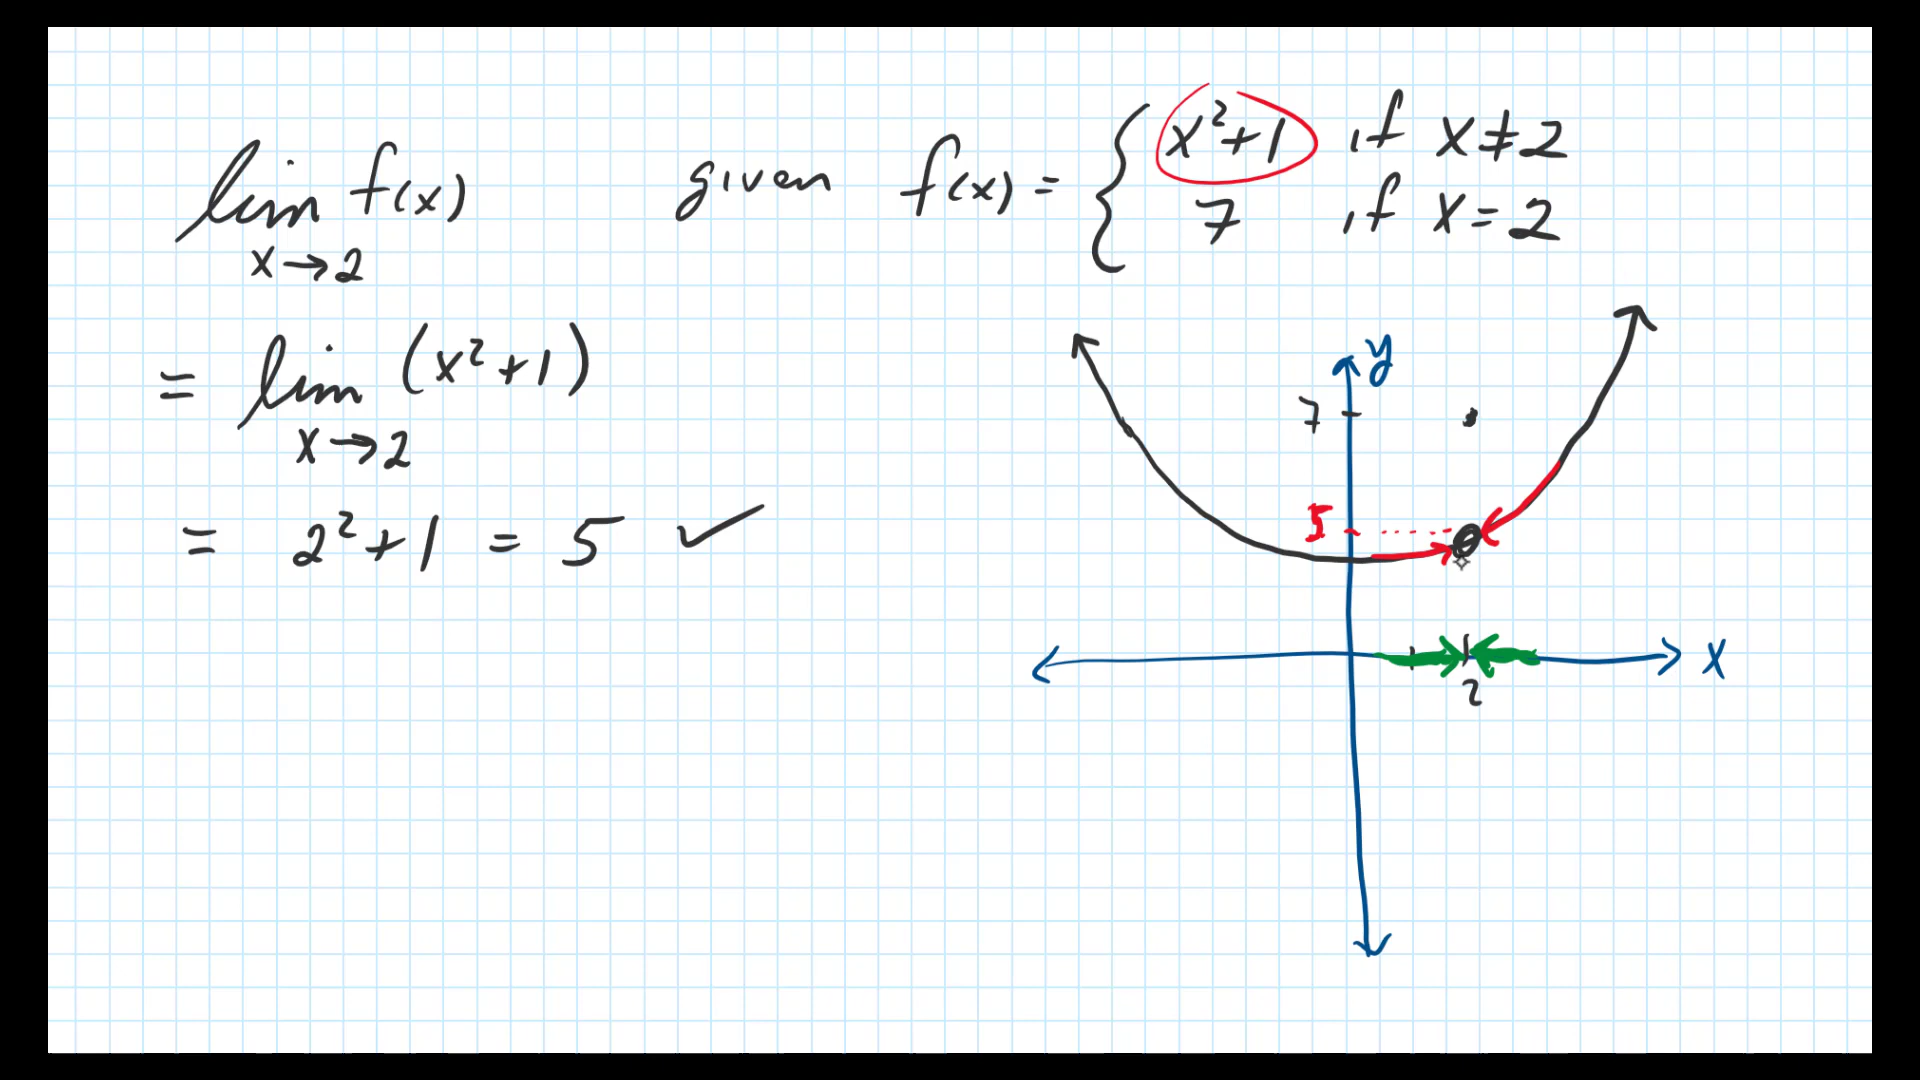 lim f(x) given f(x) = { x²+1 if x≠2
x→2 7 if x=2
= lim (x²+1)
x→2
= 2²+1 = 5 ✓
y
7
5
x
2